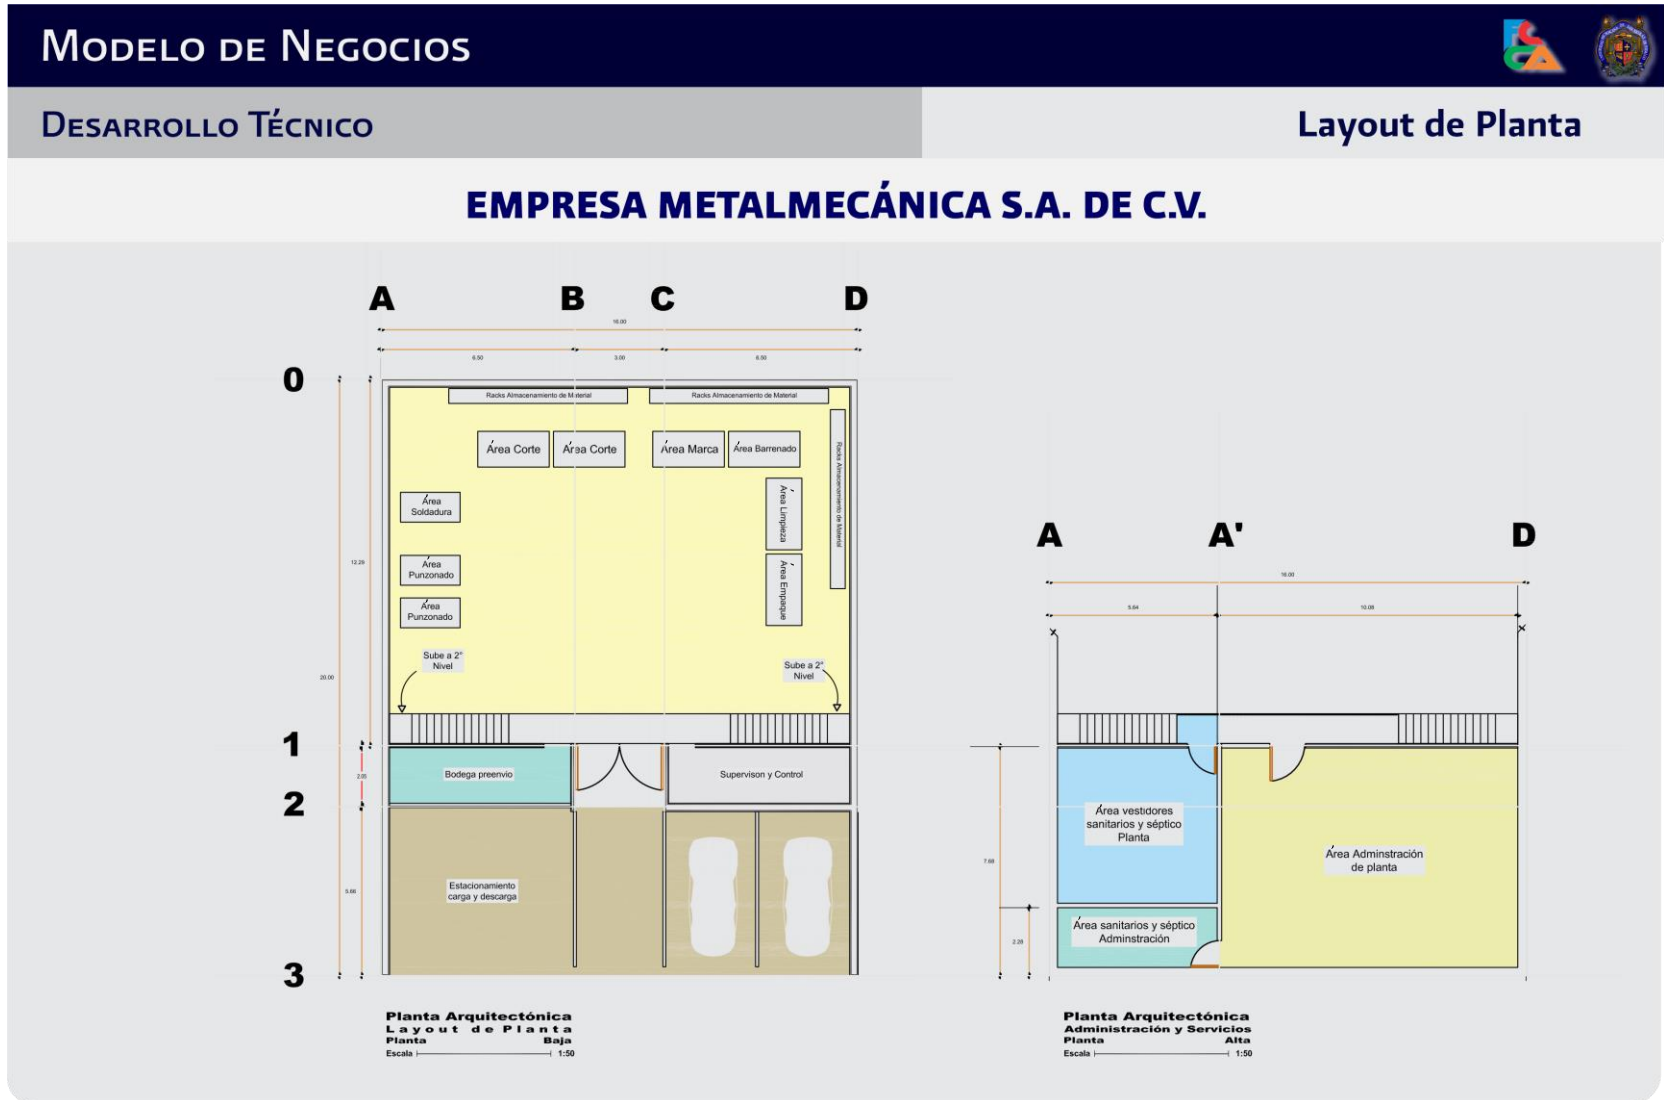 MODELO DE NEGOCIOS
DESARROLLO TÉCNICO
Layout de Planta
EMPRESA METALMECÁNICA S.A. DE C.V.
A B C D
16.00
6.50 3.00 6.50
0
Racks Almacenamiento de Material
Racks Almacenamiento de Material
Área Corte
Área Corte
Área Marca
Área Barrenado
Racks Almacenamiento de Material
Área
Soldadura
Área Limpieza
12.29
Área
Punzonado
Área Empaque
Área
Punzonado
Sube a 2°
Nivel
Sube a 2°
Nivel
20.00
1
2.05
Bodega preenvio
Supervison y Control
2
5.66
Estacionamiento
carga y descarga
3
Planta Arquitectónica
Layout de Planta
Planta Baja
Escala 1:50
A A' D
16.00
5.64 10.08
Área vestidores
sanitarios y séptico
Planta
7.68
Área Adminstración
de planta
Área sanitarios y séptico
Adminstración
2.28
Planta Arquitectónica
Administración y Servicios
Planta Alta
Escala 1:50